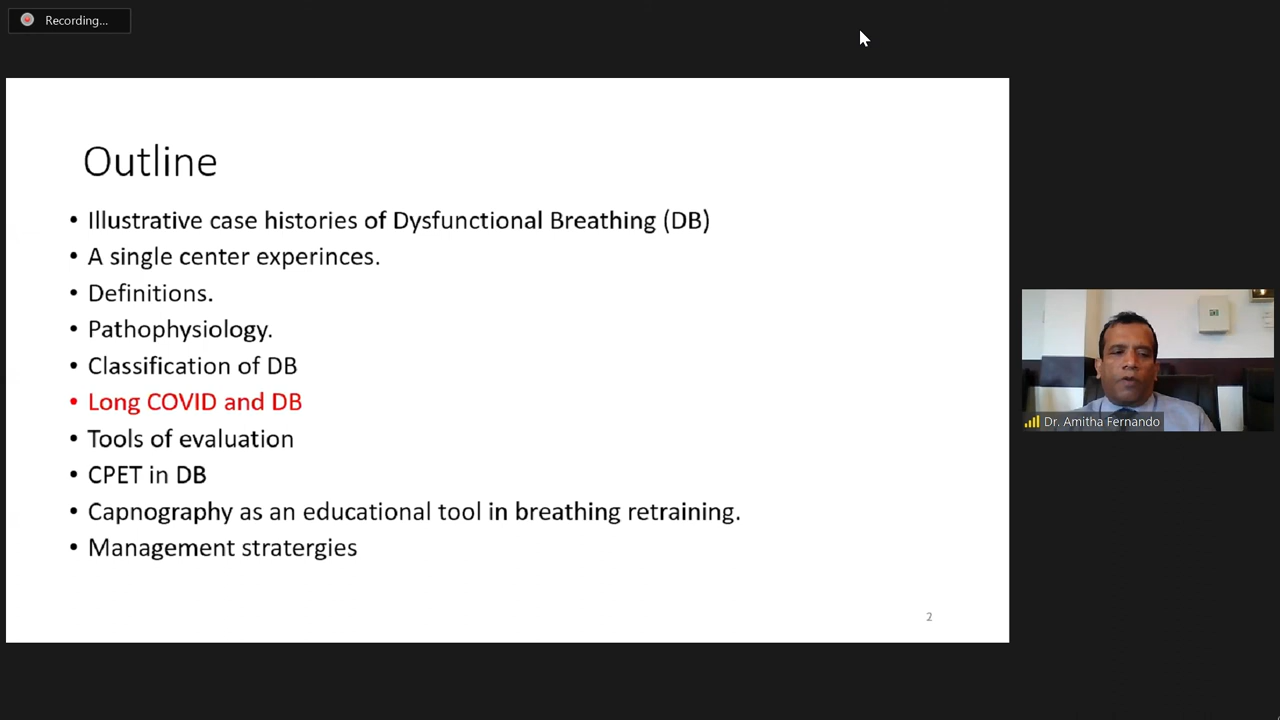 Recording...
Outline
• Illustrative case histories of Dysfunctional Breathing (DB)
• A single center experinces.
• Definitions.
• Pathophysiology.
• Classification of DB
• Long COVID and DB
• Tools of evaluation
• CPET in DB
• Capnography as an educational tool in breathing retraining.
• Management stratergies
2
Dr. Amitha Fernando